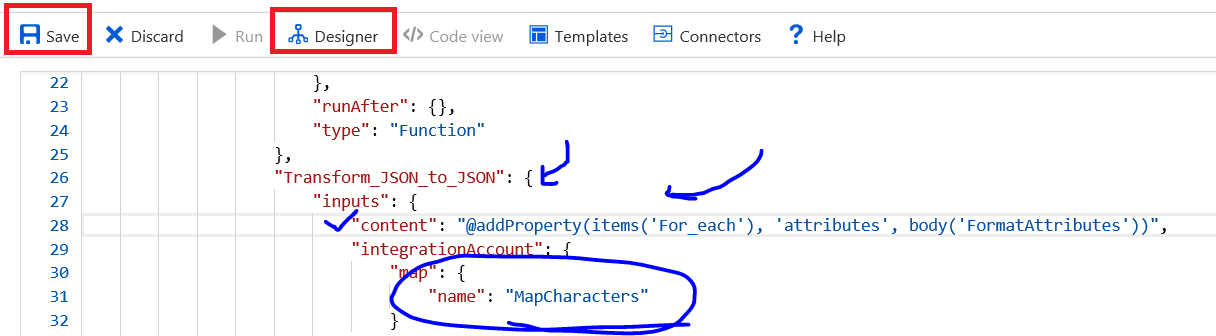 Save Discard Run Designer </> Code view Templates Connectors ? Help
22 },
23 "runAfter": {},
24 "type": "Function"
25 },
26 "Transform_JSON_to_JSON": {
27 "inputs": {
28 "content": "@addProperty(items('For_each'), 'attributes', body('FormatAttributes'))",
29 "integrationAccount": {
30 "map": {
31 "name": "MapCharacters"
32 }